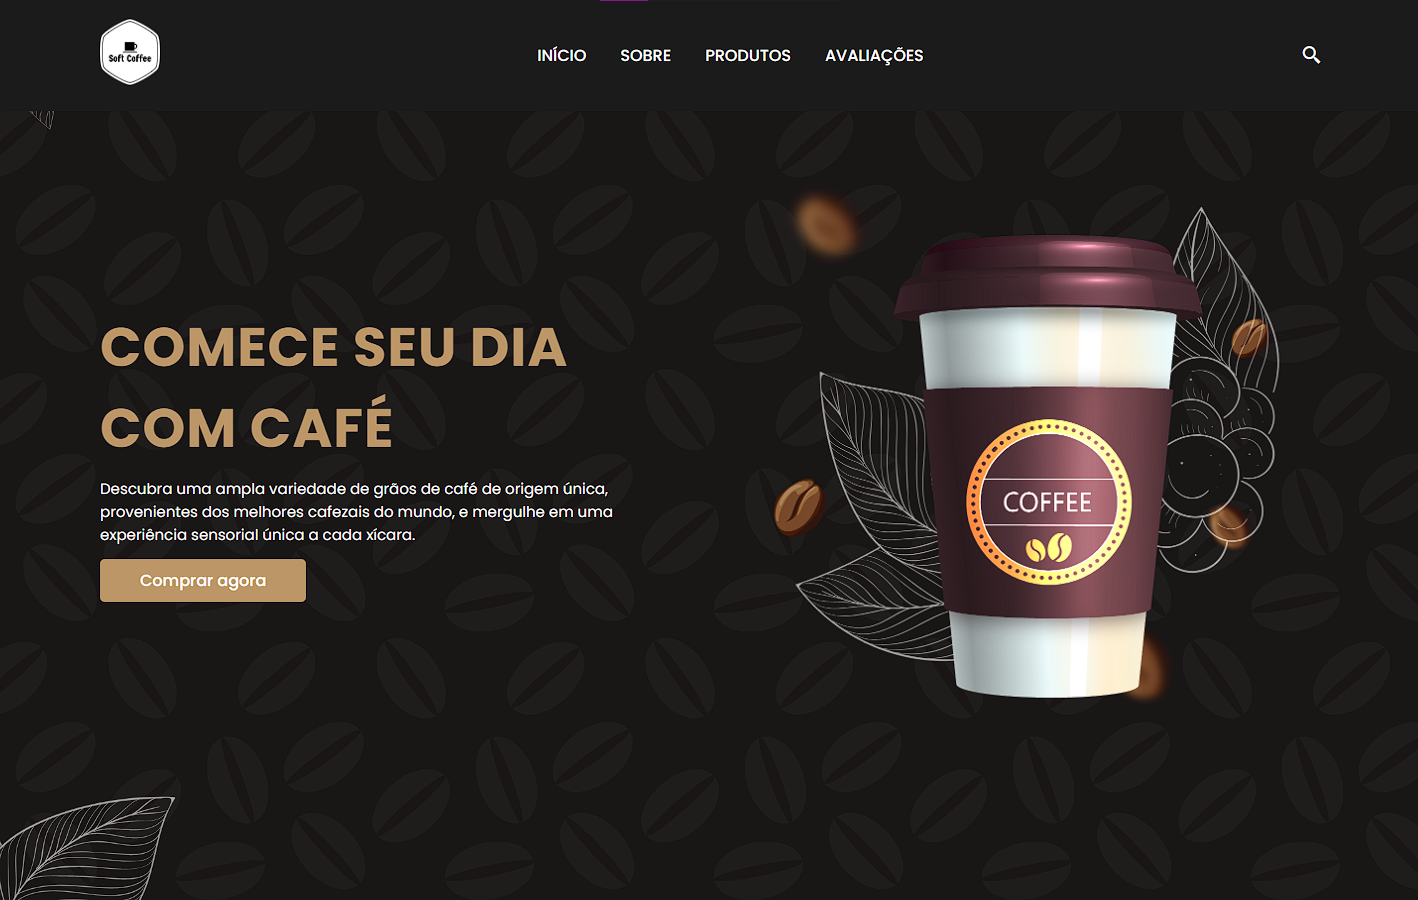 Soft Coffee
INÍCIO SOBRE PRODUTOS AVALIAÇÕES
COMECE SEU DIA
COM CAFÉ
Descubra uma ampla variedade de grãos de café de origem única,
provenientes dos melhores cafezais do mundo, e mergulhe em uma
experiência sensorial única a cada xícara.
Comprar agora
COFFEE